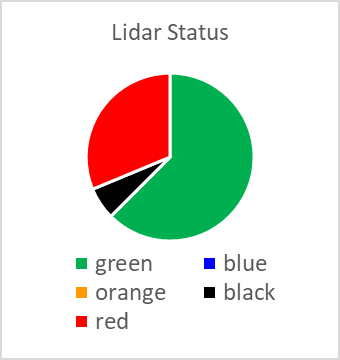 Lidar Status
green blue
orange black
red